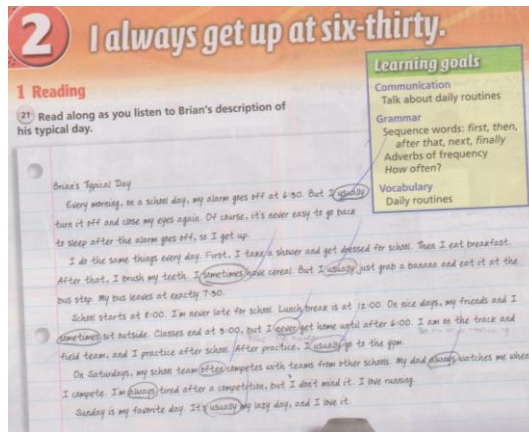 2 I always get up at six-thirty.
Learning goals
Communication
Talk about daily routines
Grammar
Sequence words: first, then,
after that, next, finally
Adverbs of frequency
How often?
Vocabulary
Daily routines
1 Reading
21 Read along as you listen to Brian's description of
his typical day.
Brian's Typical Day
Every morning, on a school day, my alarm goes off at 6:30. But I usually
turn it off and close my eyes again. Of course, it's never easy to go back
to sleep after the alarm goes off, so I get up.
I do the same things every day. First, I take a shower and get dressed for school. Then I eat breakfast.
After that, I brush my teeth. I sometimes have cereal. But I usually just grab a banana and eat it at the
bus stop. My bus leaves at exactly 7:30.
School starts at 8:00. I'm never late for school. Lunch break is at 12:00. On nice days, my friends and I
sometimes sit outside. Classes end at 3:00, but I never get home until after 6:00. I am on the track and
field team, and I practice after school. After practice, I usually go to the gym.
On Saturdays, my school team often competes with teams from other schools. My dad always watches me when
I compete. I'm always tired after a competition, but I don't mind it. I love running.
Sunday is my favorite day. It's usually my lazy day, and I love it.